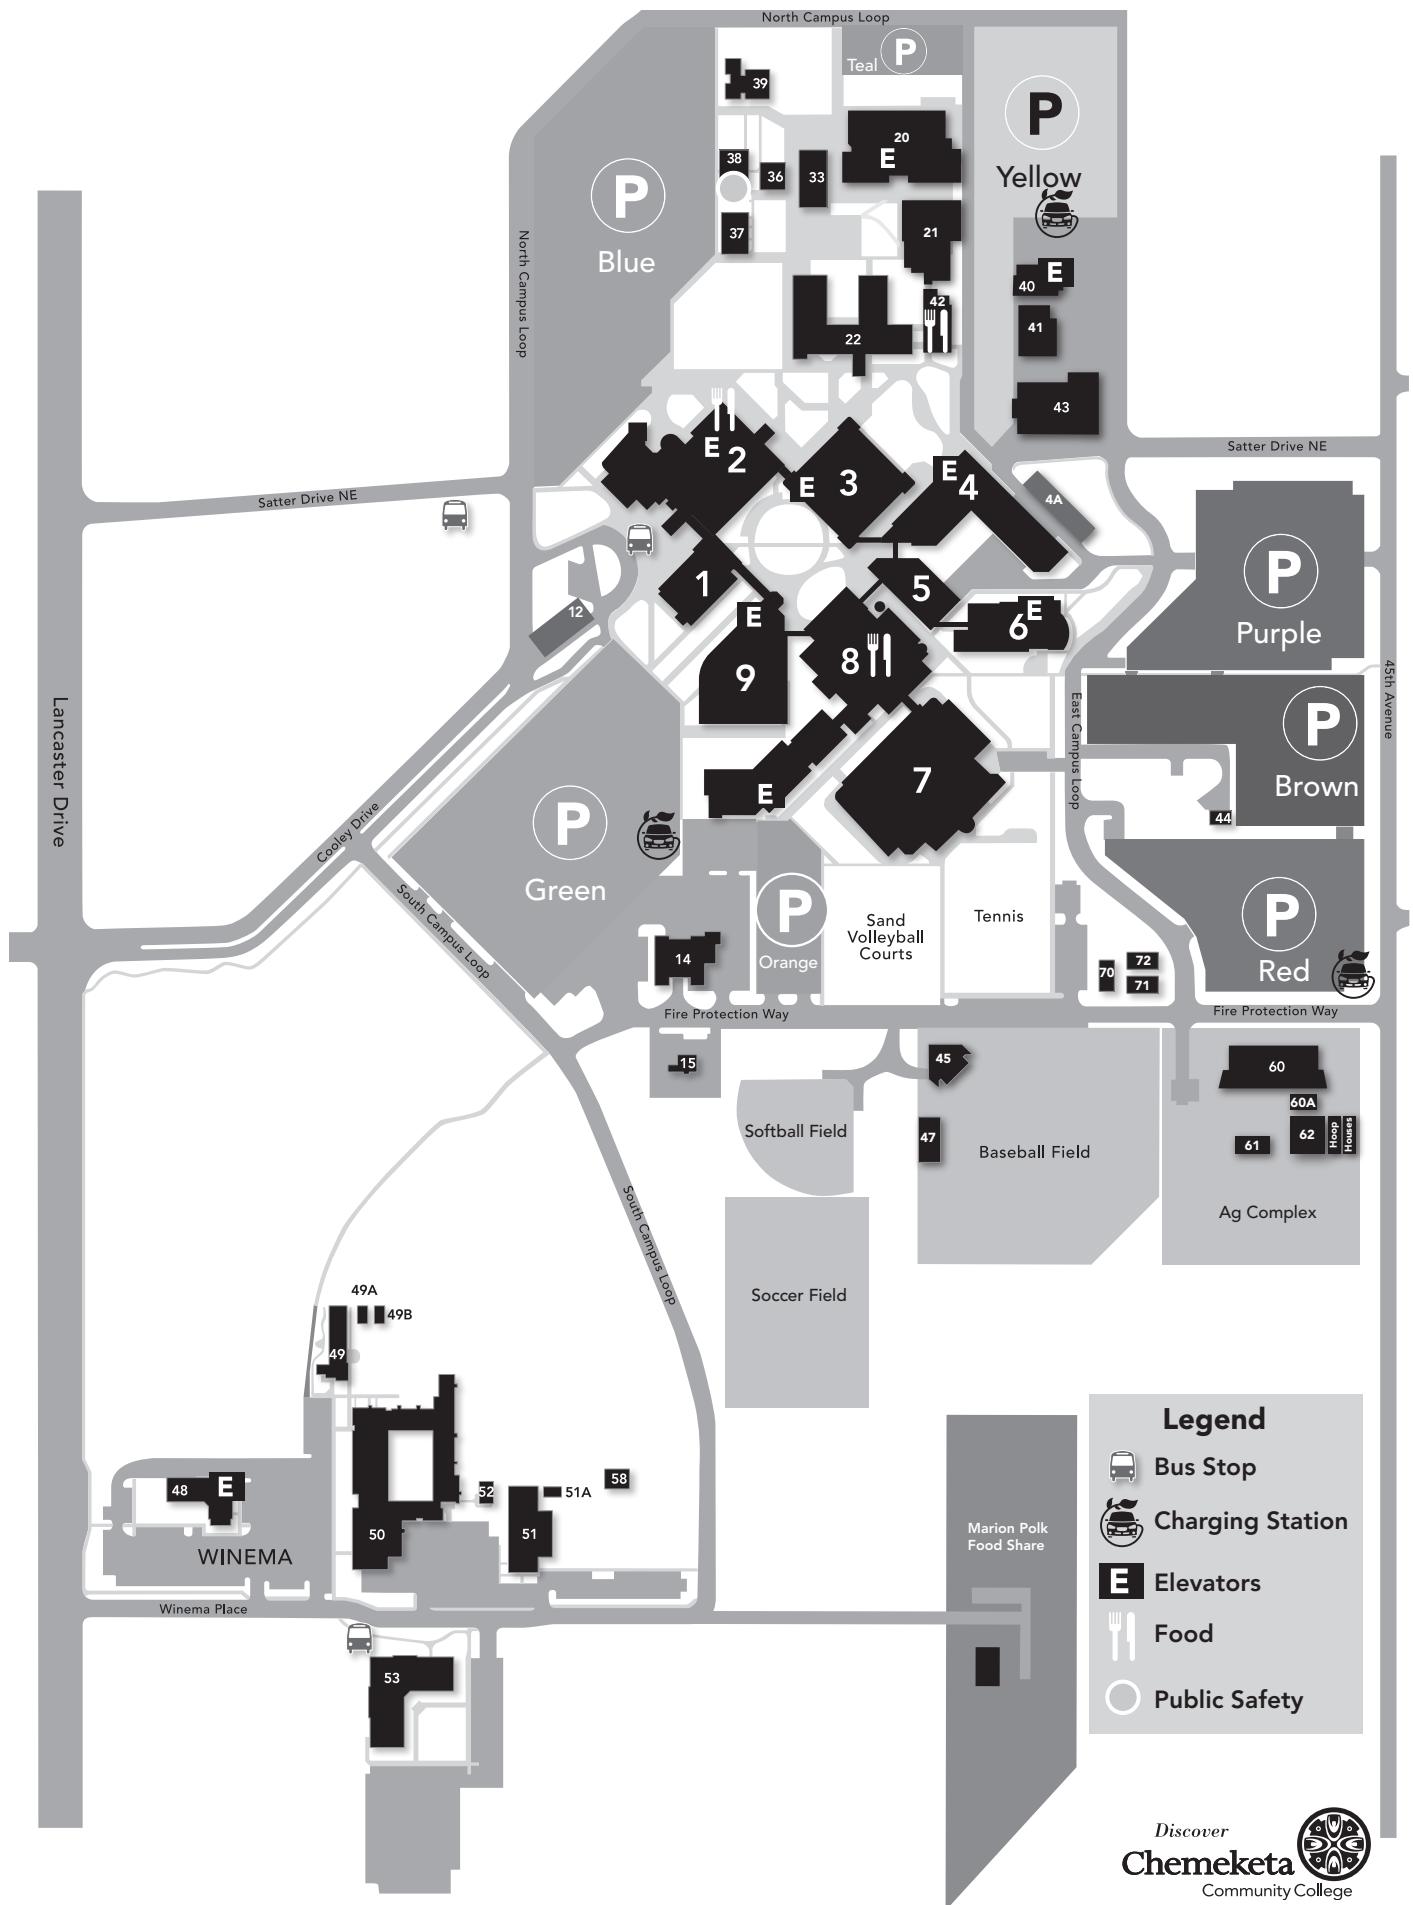 North Campus Loop
P
Teal
39
P
Yellow
20
E
38
36
33
P
Blue
37
21
North Campus Loop
40
E
42
41
22
43
Satter Drive NE
E
2
E
3
E
4
4A
Satter Drive NE
1
5
12
E
E
6
8
9
P
Purple
45th Avenue
East Campus Loop
P
Brown
Lancaster Drive
7
E
44
Cooley Drive
P
Green
South Campus Loop
P
Orange
Sand
Volleyball
Courts
Tennis
P
Red
14
70
72
71
Fire Protection Way
Fire Protection Way
15
45
60
60A
62
Hoop
Houses
61
Softball Field
47
Baseball Field
Ag Complex
South Campus Loop
Soccer Field
49A
49B
49
48
E
WINEMA
50
52
51A
51
58
Winema Place
53
Marion Polk
Food Share
Legend
Bus Stop
Charging Station
E Elevators
Food
Public Safety
Discover
Chemeketa
Community College